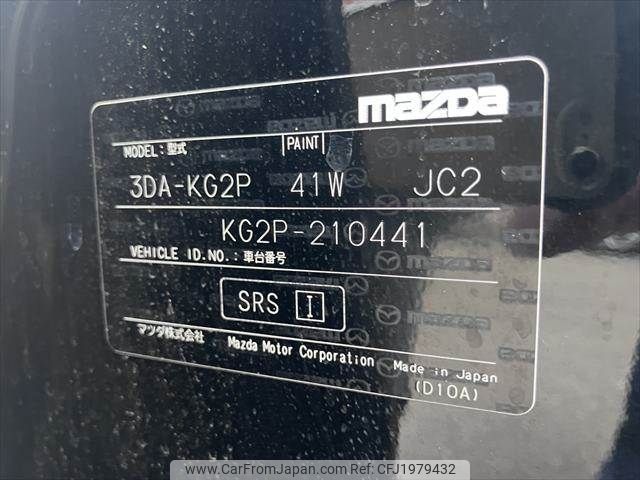 mazda
MODEL:型式 PAINT
3DA-KG2P 41W JC2
KG2P-210441
VEHICLE ID.NO.:車台番号
SRS I
マツダ株式会社 Mazda Motor Corporation Made in Japan
(D10A)
www.CarFromJapan.com | Ref: CFJ1979432